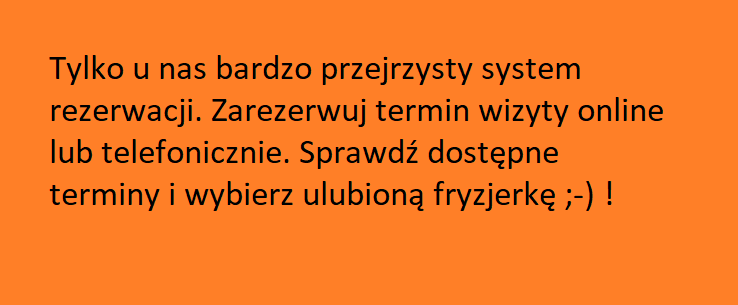 Tylko u nas bardzo przejrzysty system
rezerwacji. Zarezerwuj termin wizyty online
lub telefonicznie. Sprawdź dostępne
terminy i wybierz ulubioną fryzjerkę ;-) !